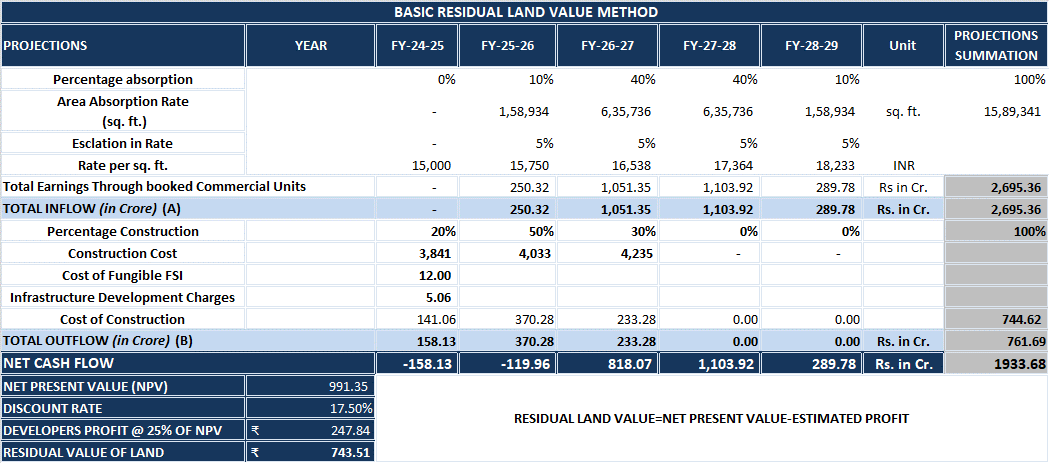 BASIC RESIDUAL LAND VALUE METHOD
PROJECTIONS YEAR FY-24-25 FY-25-26 FY-26-27 FY-27-28 FY-28-29 Unit PROJECTIONS SUMMATION
Percentage absorption 0% 10% 40% 40% 10% 100%
Area Absorption Rate (sq. ft.) - 1,58,934 6,35,736 6,35,736 1,58,934 sq. ft. 15,89,341
Esclation in Rate - 5% 5% 5% 5%
Rate per sq. ft. 15,000 15,750 16,538 17,364 18,233 INR
Total Earnings Through booked Commercial Units - 250.32 1,051.35 1,103.92 289.78 Rs in Cr. 2,695.36
TOTAL INFLOW (in Crore) (A) - 250.32 1,051.35 1,103.92 289.78 Rs. in Cr. 2,695.36
Percentage Construction 20% 50% 30% 0% 0% 100%
Construction Cost 3,841 4,033 4,235 - -
Cost of Fungible FSI 12.00
Infrastructure Development Charges 5.06
Cost of Construction 141.06 370.28 233.28 0.00 0.00 744.62
TOTAL OUTFLOW (in Crore) (B) 158.13 370.28 233.28 0.00 0.00 Rs. in Cr. 761.69
NET CASH FLOW -158.13 -119.96 818.07 1,103.92 289.78 Rs. in Cr. 1933.68
NET PRESENT VALUE (NPV) 991.35
DISCOUNT RATE 17.50%
DEVELOPERS PROFIT @ 25% OF NPV ₹ 247.84
RESIDUAL VALUE OF LAND ₹ 743.51
RESIDUAL LAND VALUE=NET PRESENT VALUE-ESTIMATED PROFIT